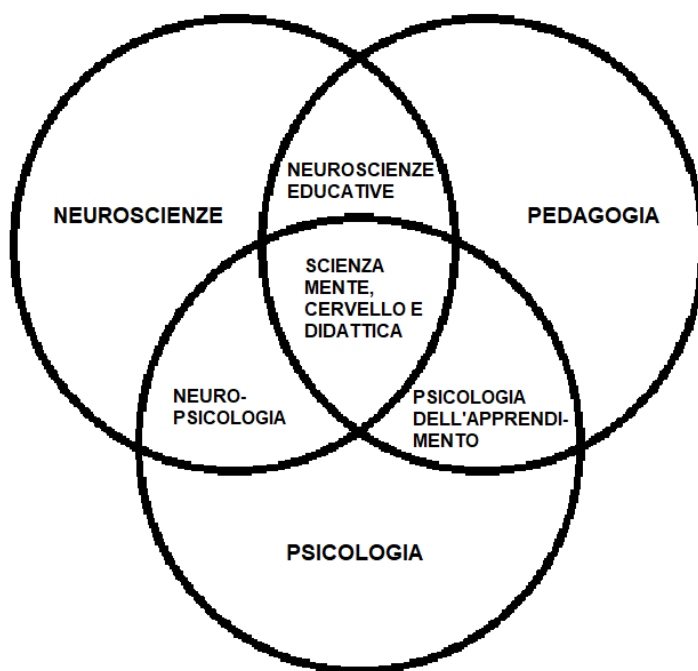 NEUROSCIENZE
EDUCATIVE
NEUROSCIENZE
PEDAGOGIA
SCIENZA
MENTE,
CERVELLO E
DIDATTICA
NEURO-
PSICOLOGIA
PSICOLOGIA
DELL'APPRENDI-
MENTO
PSICOLOGIA